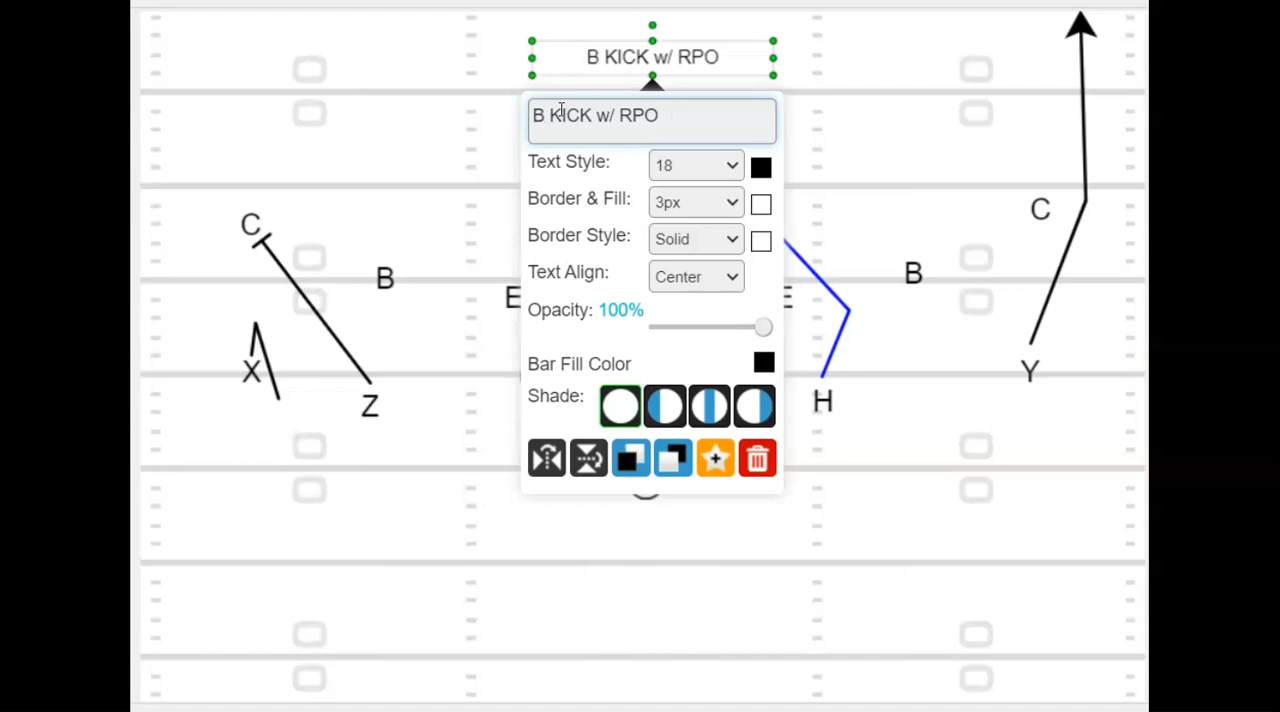 B KICK w/ RPO
B KICK w/ RPO
Text Style: 18
C
Border & Fill: 3px
C
Border Style: Solid
B
E
Text Align: Center
E
B
Opacity: 100%
X
Bar Fill Color
Y
Z
Shade:
H